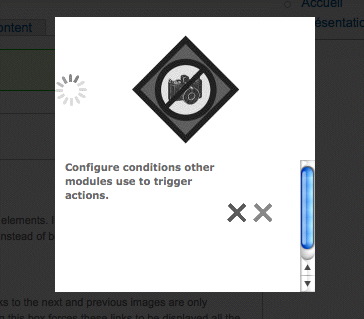 Accueil
ontent
ésentatio
Configure conditions other
modules use to trigger
actions.
elements. I
nstead of b
ks to the next and previous images are only
n this box forces these links to be displayed all the